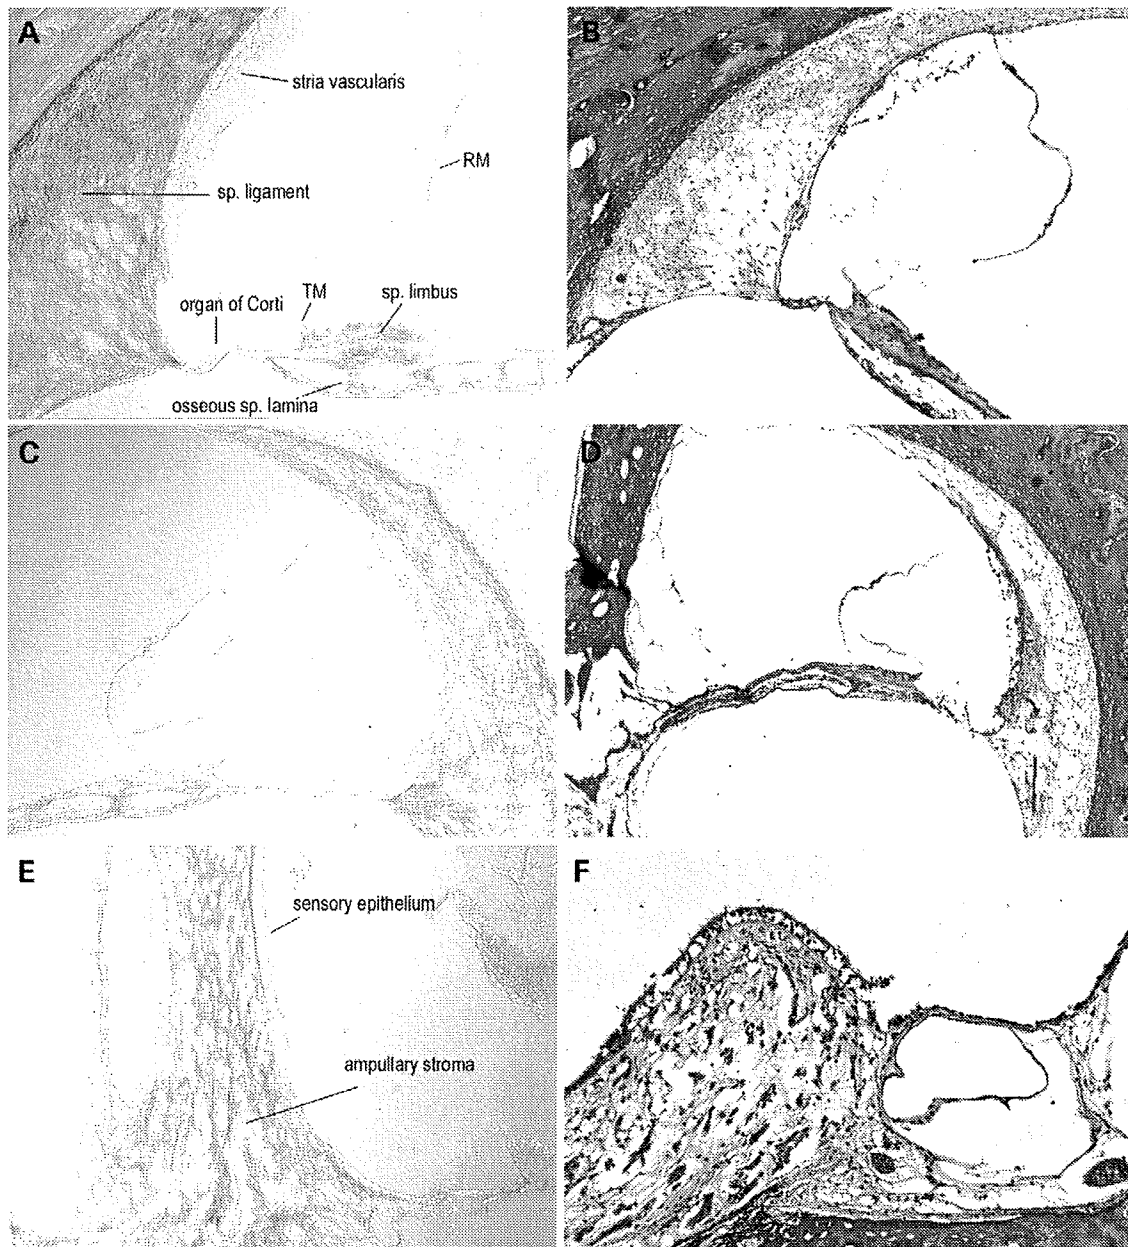 A
stria vascularis
RM
sp. ligament
organ of Corti
TM
sp. limbus
osseous sp. lamina
B
C
D
E
sensory epithelium
ampullary stroma
F